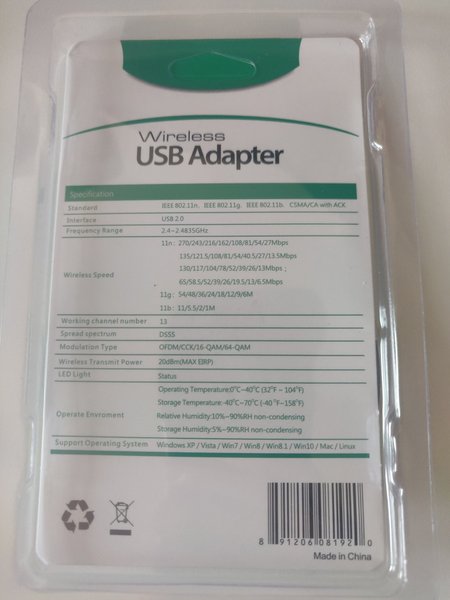 Wireless
USB Adapter
Specification
Standard IEEE 802.11n、IEEE 802.11g、IEEE 802.11b、CSMA/CA with ACK
Interface USB 2.0
Frequency Range 2.4~2.4835GHz
Wireless Speed
11n : 270/243/216/162/108/81/54/27Mbps
135/121.5/108/81/54/40.5/27/13.5Mbps
130/117/104/78/52/39/26/13Mbps ;
65/58.5/52/39/26/19.5/13/6.5Mbps
11g : 54/48/36/24/18/12/9/6M
11b : 11/5.5/2/1M
Working channel number 13
Spread spectrum DSSS
Modulation Type OFDM/CCK/16-QAM/64-QAM
Wireless Transmit Power 20dBm(MAX EIRP)
LED Light Status
Operate Enviroment
Operating Temperature:0°C~40°C (32°F ~ 104°F)
Storage Temperature:-40°C~70°C (-40 °F~158°F)
Relative Humidity:10%~90%RH non-condensing
Storage Humidity:5%~90%RH non-condensing
Support Operating System Windows XP / Vista / Win7 / Win8 / Win8.1 / Win10 / Mac / Linux
8 91206 08192 0
Made in China